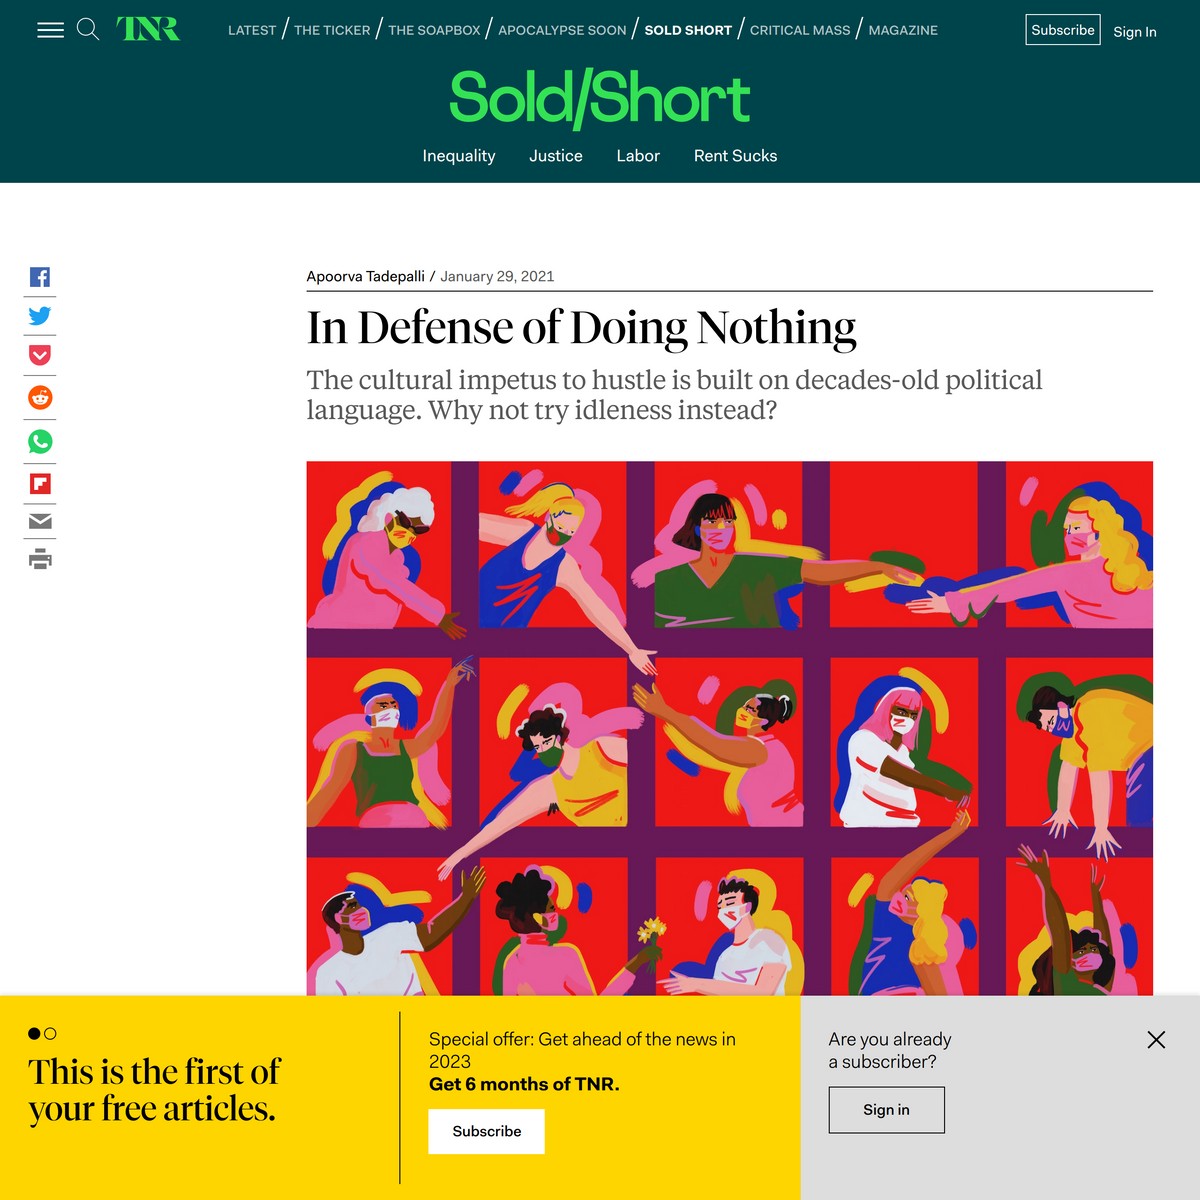 TNR
LATEST / THE TICKER / THE SOAPBOX / APOCALYPSE SOON / SOLD SHORT / CRITICAL MASS / MAGAZINE
Subscribe
Sign In
Sold/Short
Inequality Justice Labor Rent Sucks
Apoorva Tadepalli / January 29, 2021
In Defense of Doing Nothing
The cultural impetus to hustle is built on decades-old political
language. Why not try idleness instead?
This is the first of
your free articles.
Special offer: Get ahead of the news in
2023
Get 6 months of TNR.
Subscribe
Are you already
a subscriber?
Sign in